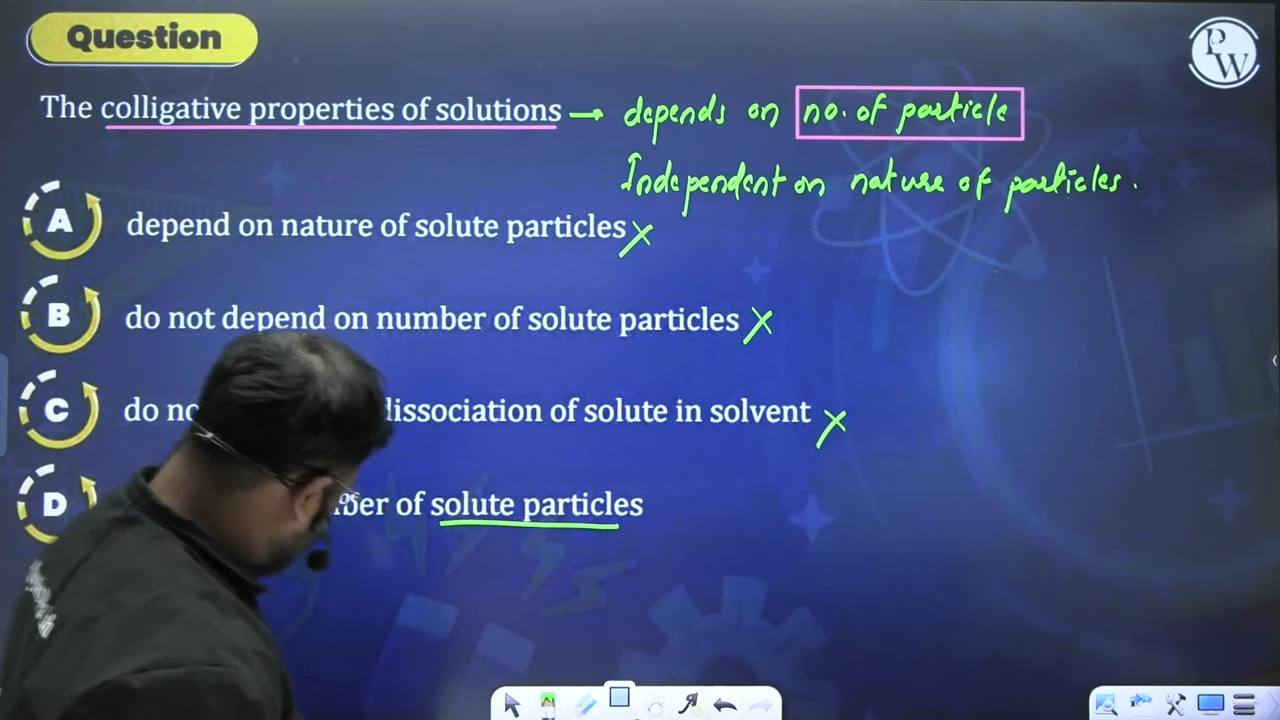 Question
PW
The colligative properties of solutions → depends on no. of particle
Independent on nature of particles.
A depend on nature of solute particles ×
B do not depend on number of solute particles ×
C do dissociation of solute in solvent ×
D of solute particles